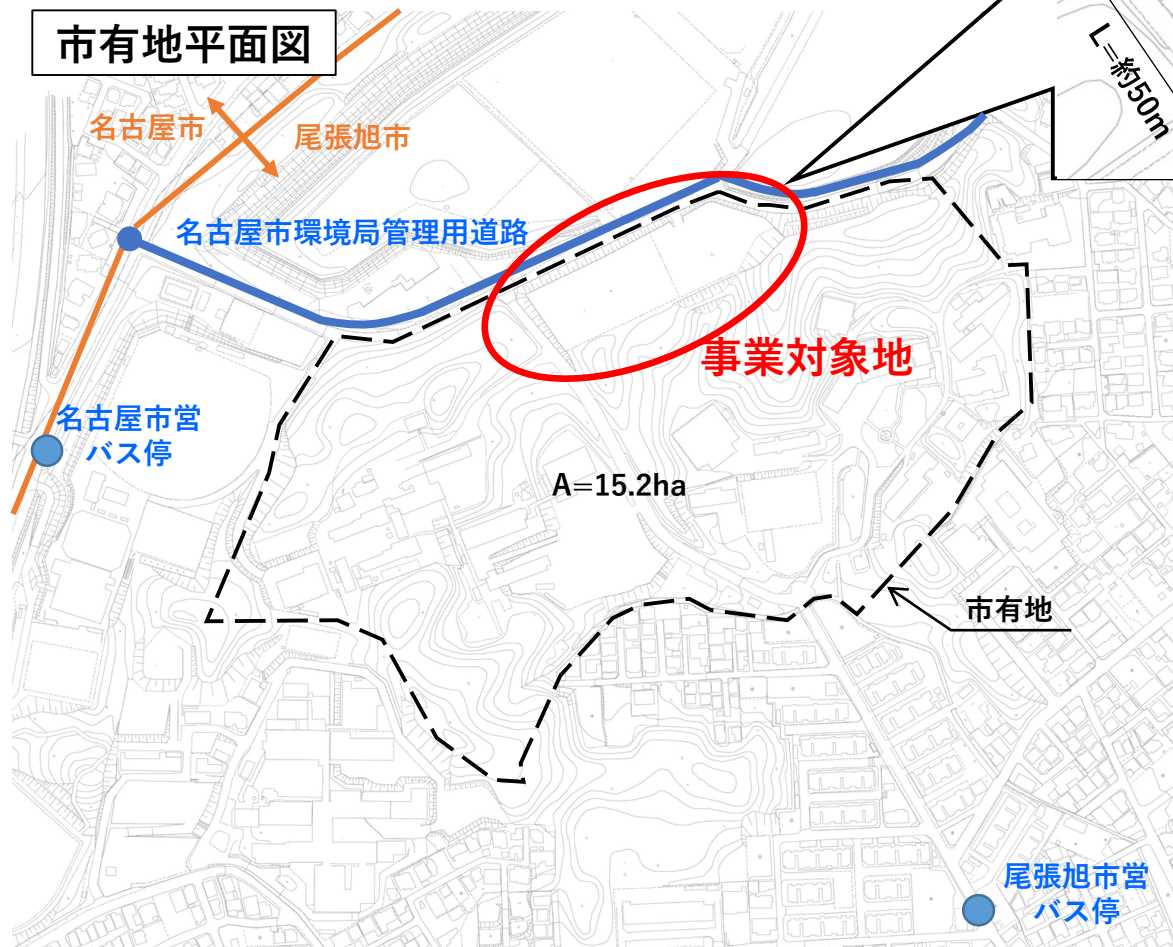 市有地平面図
L=約50m
名古屋市
尾張旭市
名古屋市環境局管理用道路
事業対象地
名古屋市営
バス停
A=15.2ha
市有地
尾張旭市営
バス停